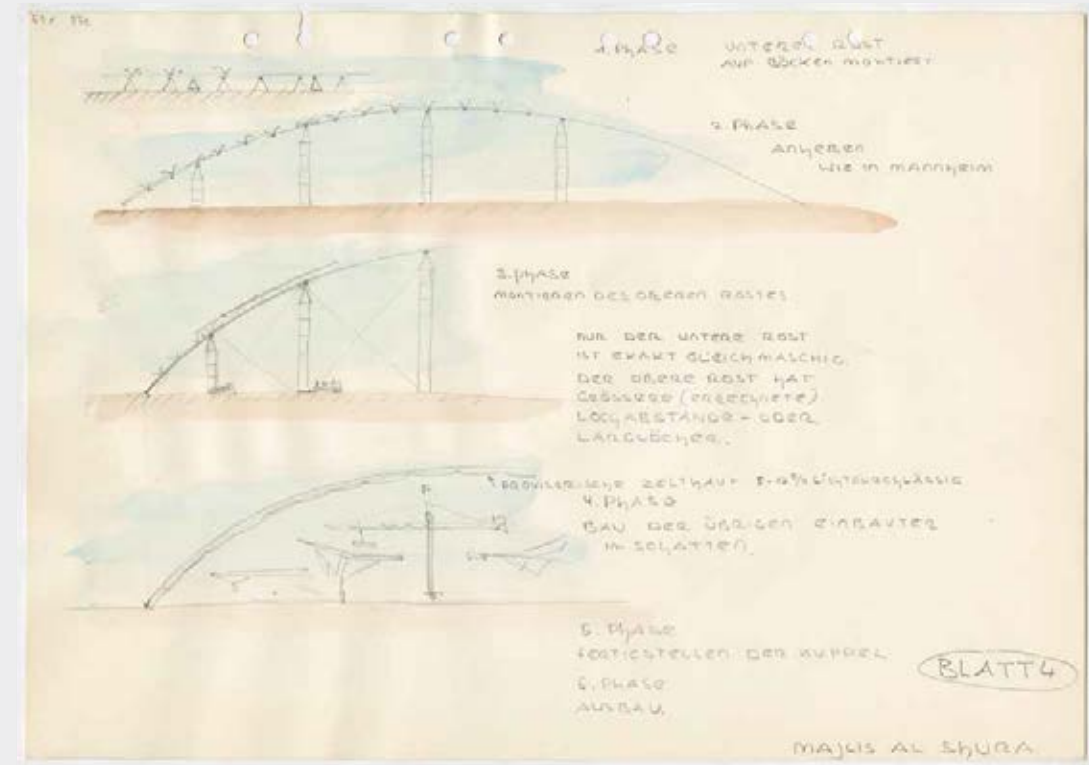 1. PHASE
UNTERER ROST
AUF BÖCKEN MONTIERT
2. PHASE
ANHEBEN
WIE IN MANNHEIM
3. PHASE
MONTIEREN DES OBEREN ROSTES
NUR DER UNTERE ROST
IST EXAKT GLEICHMASCHIG.
DER OBERE ROST HAT
GRÖSSERE (ERRECHNETE)
LOCHABSTÄNDE - ODER
LANGLÖCHER.
PROVISORISCHE ZELTHAUT LICHTDURCHLÄSSIG
4. PHASE
BAU DER ÜBRIGEN EINBAUTEN
IM SCHATTEN.
5. PHASE
FERTIGSTELLEN DER KUPPEL
6. PHASE
AUSBAU.
BLATT 4
MAJLIS AL SHURA